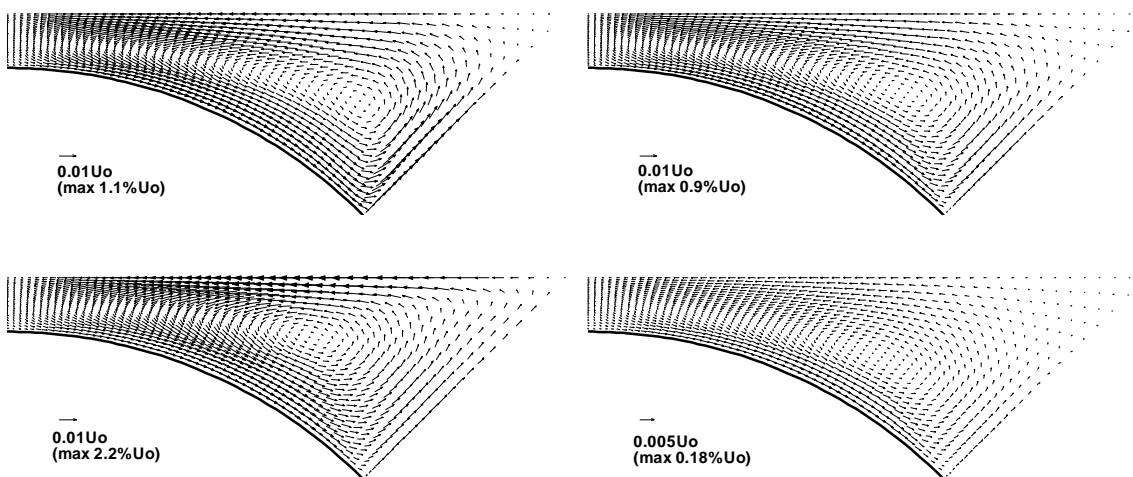 0.01Uo
(max 1.1%Uo)
0.01Uo
(max 0.9%Uo)
0.01Uo
(max 2.2%Uo)
0.005Uo
(max 0.18%Uo)